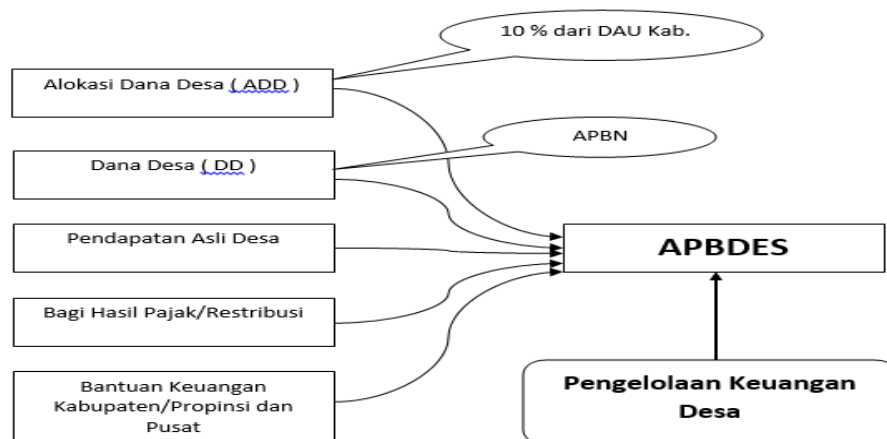 10 % dari DAU Kab.
Alokasi Dana Desa ( ADD )
APBN
Dana Desa ( DD )
Pendapatan Asli Desa
APBDES
Bagi Hasil Pajak/Restribusi
Bantuan Keuangan
Kabupaten/Propinsi dan
Pusat
Pengelolaan Keuangan
Desa